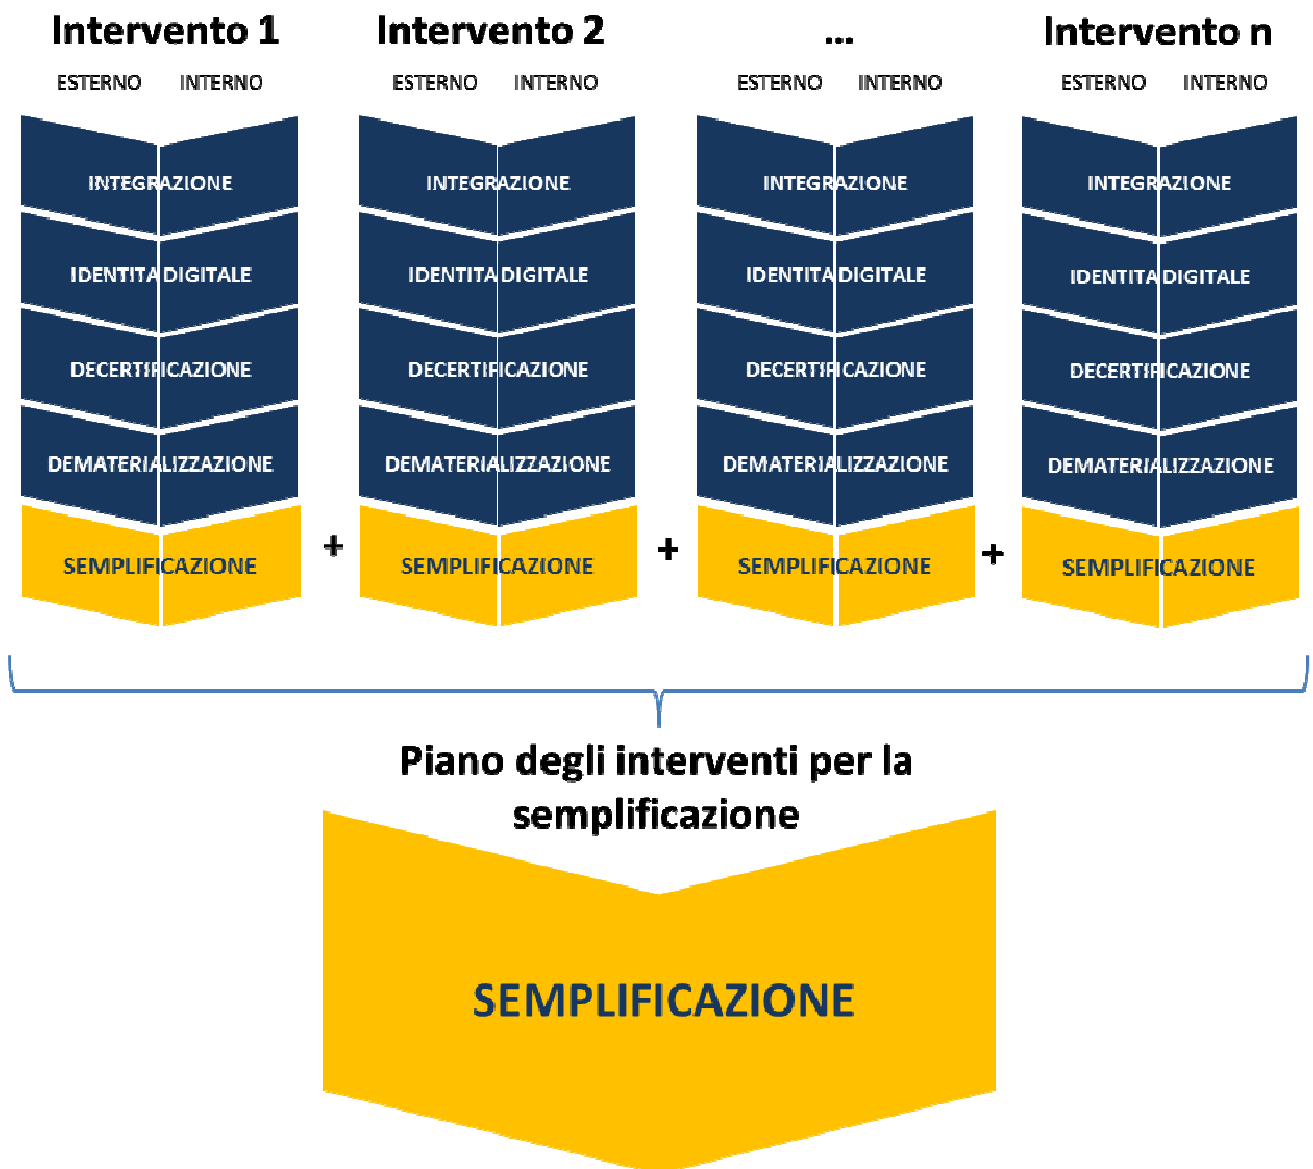 Intervento 1 Intervento 2 ... Intervento n
ESTERNO INTERNO ESTERNO INTERNO ESTERNO INTERNO ESTERNO INTERNO
INTEGRAZIONE INTEGRAZIONE INTEGRAZIONE INTEGRAZIONE
IDENTITA DIGITALE IDENTITA DIGITALE IDENTITA DIGITALE IDENTITA DIGITALE
DECERTIFICAZIONE DECERTIFICAZIONE DECERTIFICAZIONE DECERTIFICAZIONE
DEMATERIALIZZAZIONE DEMATERIALIZZAZIONE DEMATERIALIZZAZIONE DEMATERIALIZZAZIONE
SEMPLIFICAZIONE + SEMPLIFICAZIONE + SEMPLIFICAZIONE + SEMPLIFICAZIONE
Piano degli interventi per la
semplificazione
SEMPLIFICAZIONE